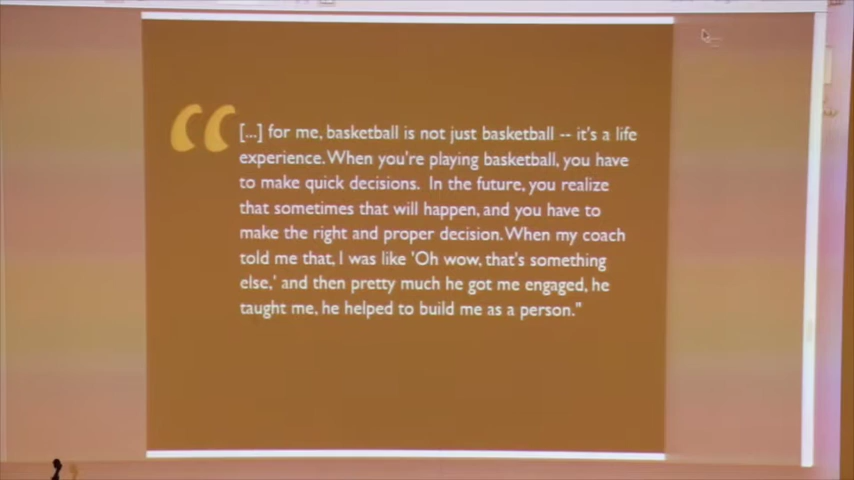 “ [...] for me, basketball is not just basketball -- it's a life
experience. When you're playing basketball, you have
to make quick decisions. In the future, you realize
that sometimes that will happen, and you have to
make the right and proper decision. When my coach
told me that, I was like 'Oh wow, that's something
else,' and then pretty much he got me engaged, he
taught me, he helped to build me as a person."